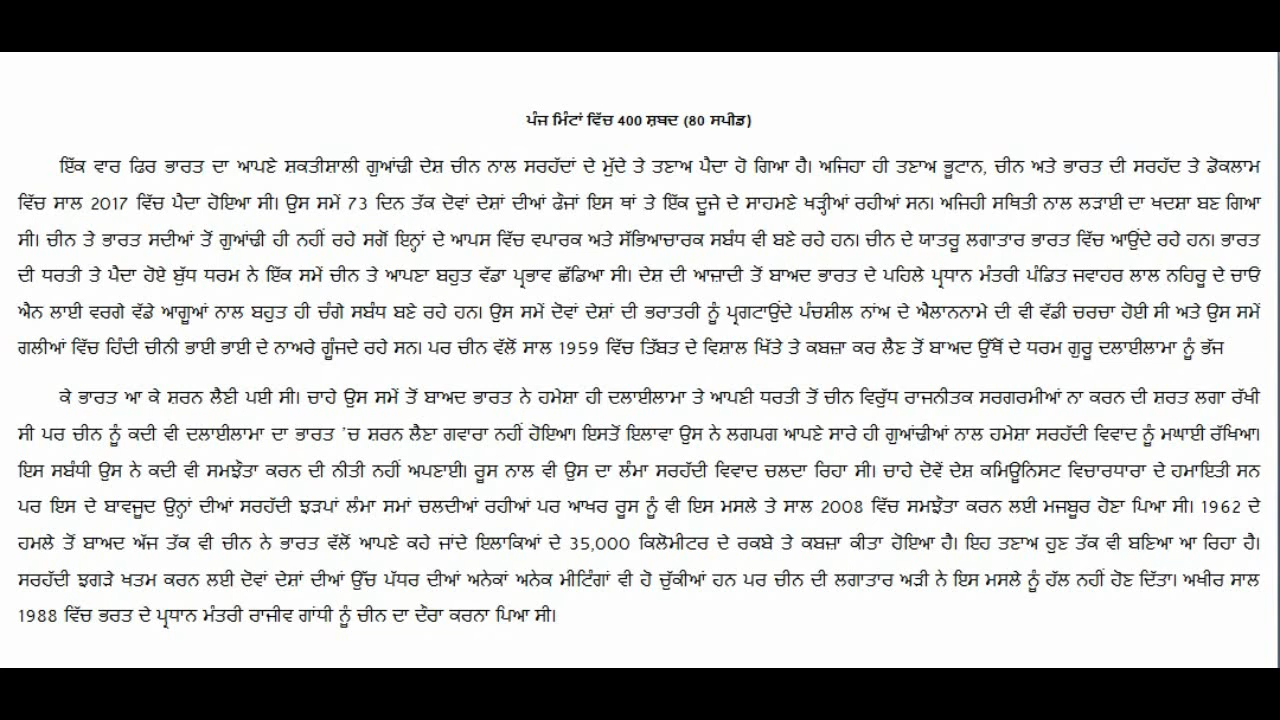 ਪੰਜ ਮਿੰਟਾਂ ਵਿੱਚ 400 ਸ਼ਬਦ (80 ਸਪੀਡ)
ਇੱਕ ਵਾਰ ਫਿਰ ਭਾਰਤ ਦਾ ਆਪਣੇ ਸ਼ਕਤੀਸ਼ਾਲੀ ਗੁਆਂਢੀ ਦੇਸ਼ ਚੀਨ ਨਾਲ ਸਰਹੱਦਾਂ ਦੇ ਮੁੱਦੇ ਤੇ ਤਣਾਅ ਪੈਦਾ ਹੋ ਗਿਆ ਹੈ। ਅਜਿਹਾ ਹੀ ਤਣਾਅ ਭੂਟਾਨ, ਚੀਨ ਅਤੇ ਭਾਰਤ ਦੀ ਸਰਹੱਦ ਤੇ ਡੋਕਲਾਮ
ਵਿੱਚ ਸਾਲ 2017 ਵਿੱਚ ਪੈਦਾ ਹੋਇਆ ਸੀ। ਉਸ ਸਮੇਂ 73 ਦਿਨ ਤੱਕ ਦੋਵਾਂ ਦੇਸ਼ਾਂ ਦੀਆਂ ਫੌਜਾਂ ਇਸ ਥਾਂ ਤੇ ਇੱਕ ਦੂਜੇ ਦੇ ਸਾਹਮਣੇ ਖੜ੍ਹੀਆਂ ਰਹੀਆਂ ਸਨ। ਅਜਿਹੀ ਸਥਿਤੀ ਨਾਲ ਲੜਾਈ ਦਾ ਖਦਸ਼ਾ ਬਣ ਗਿਆ
ਸੀ। ਚੀਨ ਤੇ ਭਾਰਤ ਸਦੀਆਂ ਤੋਂ ਗੁਆਂਢੀ ਹੀ ਨਹੀਂ ਰਹੇ ਸਗੋਂ ਇਨ੍ਹਾਂ ਦੇ ਆਪਸ ਵਿੱਚ ਵਪਾਰਕ ਅਤੇ ਸੱਭਿਆਚਾਰਕ ਸਬੰਧ ਵੀ ਬਣੇ ਰਹੇ ਹਨ। ਚੀਨ ਦੇ ਯਾਤਰੂ ਲਗਾਤਾਰ ਭਾਰਤ ਵਿੱਚ ਆਉਂਦੇ ਰਹੇ ਹਨ। ਭਾਰਤ
ਦੀ ਧਰਤੀ ਤੇ ਪੈਦਾ ਹੋਏ ਬੁੱਧ ਧਰਮ ਨੇ ਇੱਕ ਸਮੇਂ ਚੀਨ ਤੇ ਆਪਣਾ ਬਹੁਤ ਵੱਡਾ ਪ੍ਰਭਾਵ ਛੱਡਿਆ ਸੀ। ਦੇਸ਼ ਦੀ ਆਜ਼ਾਦੀ ਤੋਂ ਬਾਅਦ ਭਾਰਤ ਦੇ ਪਹਿਲੇ ਪ੍ਰਧਾਨ ਮੰਤਰੀ ਪੰਡਿਤ ਜਵਾਹਰ ਲਾਲ ਨਹਿਰੂ ਦੇ ਚਾਓ
ਐਨ ਲਾਈ ਵਰਗੇ ਵੱਡੇ ਆਗੂਆਂ ਨਾਲ ਬਹੁਤ ਹੀ ਚੰਗੇ ਸਬੰਧ ਬਣੇ ਰਹੇ ਹਨ। ਉਸ ਸਮੇਂ ਦੋਵਾਂ ਦੇਸ਼ਾਂ ਦੀ ਭਰਾਤਰੀ ਨੂੰ ਪ੍ਰਗਟਾਉਂਦੇ ਪੰਚਸ਼ੀਲ ਨਾਂਅ ਦੇ ਐਲਾਨਨਾਮੇ ਦੀ ਵੀ ਵੱਡੀ ਚਰਚਾ ਹੋਈ ਸੀ ਅਤੇ ਉਸ ਸਮੇਂ
ਗਲੀਆਂ ਵਿੱਚ ਹਿੰਦੀ ਚੀਨੀ ਭਾਈ ਭਾਈ ਦੇ ਨਾਅਰੇ ਗੂੰਜਦੇ ਰਹੇ ਸਨ। ਪਰ ਚੀਨ ਵੱਲੋਂ ਸਾਲ 1959 ਵਿੱਚ ਤਿੱਬਤ ਦੇ ਵਿਸ਼ਾਲ ਖਿੱਤੇ ਤੇ ਕਬਜ਼ਾ ਕਰ ਲੈਣ ਤੋਂ ਬਾਅਦ ਉੱਥੋਂ ਦੇ ਧਰਮ ਗੁਰੂ ਦਲਾਈਲਾਮਾ ਨੂੰ ਭੱਜ
ਕੇ ਭਾਰਤ ਆ ਕੇ ਸ਼ਰਨ ਲੈਣੀ ਪਈ ਸੀ। ਚਾਹੇ ਉਸ ਸਮੇਂ ਤੋਂ ਬਾਅਦ ਭਾਰਤ ਨੇ ਹਮੇਸ਼ਾ ਹੀ ਦਲਾਈਲਾਮਾ ਤੇ ਆਪਣੀ ਧਰਤੀ ਤੋਂ ਚੀਨ ਵਿਰੁੱਧ ਰਾਜਨੀਤਕ ਸਰਗਰਮੀਆਂ ਨਾ ਕਰਨ ਦੀ ਸ਼ਰਤ ਲਗਾ ਰੱਖੀ
ਸੀ ਪਰ ਚੀਨ ਨੂੰ ਕਦੀ ਵੀ ਦਲਾਈਲਾਮਾ ਦਾ ਭਾਰਤ 'ਚ ਸ਼ਰਨ ਲੈਣਾ ਗਵਾਰਾ ਨਹੀਂ ਹੋਇਆ। ਇਸਤੋਂ ਇਲਾਵਾ ਉਸ ਨੇ ਲਗਪਗ ਆਪਣੇ ਸਾਰੇ ਹੀ ਗੁਆਂਢੀਆਂ ਨਾਲ ਹਮੇਸ਼ਾ ਸਰਹੱਦੀ ਵਿਵਾਦ ਨੂੰ ਮਘਾਈ ਰੱਖਿਆ।
ਇਸ ਸਬੰਧੀ ਉਸ ਨੇ ਕਦੀ ਵੀ ਸਮਝੌਤਾ ਕਰਨ ਦੀ ਨੀਤੀ ਨਹੀਂ ਅਪਣਾਈ। ਰੂਸ ਨਾਲ ਵੀ ਉਸ ਦਾ ਲੰਮਾ ਸਰਹੱਦੀ ਵਿਵਾਦ ਚਲਦਾ ਰਿਹਾ ਸੀ। ਚਾਹੇ ਦੋਵੇਂ ਦੇਸ਼ ਕਮਿਊਨਿਸਟ ਵਿਚਾਰਧਾਰਾ ਦੇ ਹਮਾਇਤੀ ਸਨ
ਪਰ ਇਸ ਦੇ ਬਾਵਜੂਦ ਉਨ੍ਹਾਂ ਦੀਆਂ ਸਰਹੱਦੀ ਝੜਪਾਂ ਲੰਮਾ ਸਮਾਂ ਚਲਦੀਆਂ ਰਹੀਆਂ ਪਰ ਆਖਰ ਰੂਸ ਨੂੰ ਵੀ ਇਸ ਮਸਲੇ ਤੇ ਸਾਲ 2008 ਵਿੱਚ ਸਮਝੌਤਾ ਕਰਨ ਲਈ ਮਜਬੂਰ ਹੋਣਾ ਪਿਆ ਸੀ। 1962 ਦੇ
ਹਮਲੇ ਤੋਂ ਬਾਅਦ ਅੱਜ ਤੱਕ ਵੀ ਚੀਨ ਨੇ ਭਾਰਤ ਵੱਲੋਂ ਆਪਣੇ ਕਹੇ ਜਾਂਦੇ ਇਲਾਕਿਆਂ ਦੇ 35,000 ਕਿਲੋਮੀਟਰ ਦੇ ਰਕਬੇ ਤੇ ਕਬਜ਼ਾ ਕੀਤਾ ਹੋਇਆ ਹੈ। ਇਹ ਤਣਾਅ ਹੁਣ ਤੱਕ ਵੀ ਬਣਿਆ ਆ ਰਿਹਾ ਹੈ।
ਸਰਹੱਦੀ ਝਗੜੇ ਖਤਮ ਕਰਨ ਲਈ ਦੋਵਾਂ ਦੇਸ਼ਾਂ ਦੀਆਂ ਉੱਚ ਪੱਧਰ ਦੀਆਂ ਅਨੇਕਾਂ ਅਨੇਕ ਮੀਟਿੰਗਾਂ ਵੀ ਹੋ ਚੁੱਕੀਆਂ ਹਨ ਪਰ ਚੀਨ ਦੀ ਲਗਾਤਾਰ ਅੜੀ ਨੇ ਇਸ ਮਸਲੇ ਨੂੰ ਹੱਲ ਨਹੀਂ ਹੋਣ ਦਿੱਤਾ। ਅਖੀਰ ਸਾਲ
1988 ਵਿੱਚ ਭਰਤ ਦੇ ਪ੍ਰਧਾਨ ਮੰਤਰੀ ਰਾਜੀਵ ਗਾਂਧੀ ਨੂੰ ਚੀਨ ਦਾ ਦੌਰਾ ਕਰਨਾ ਪਿਆ ਸੀ।